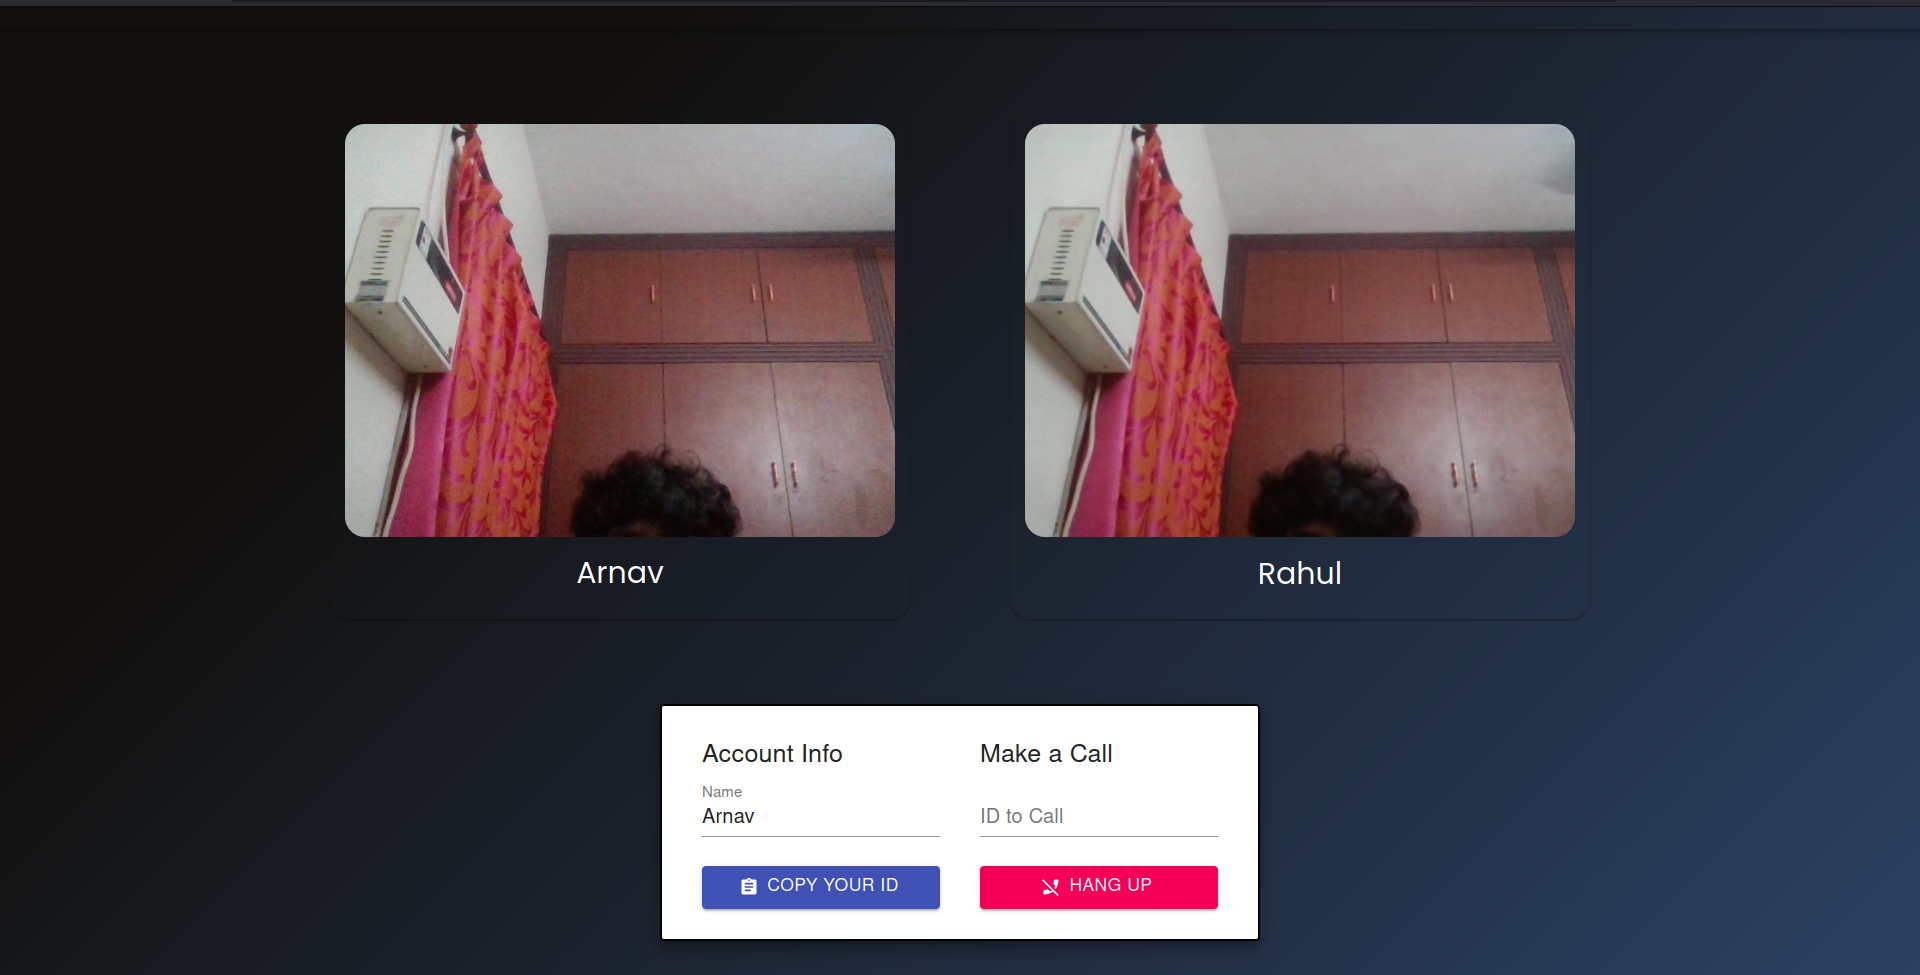 Arnav
Rahul
Account Info
Name
Arnav
COPY YOUR ID
Make a Call
ID to Call
HANG UP